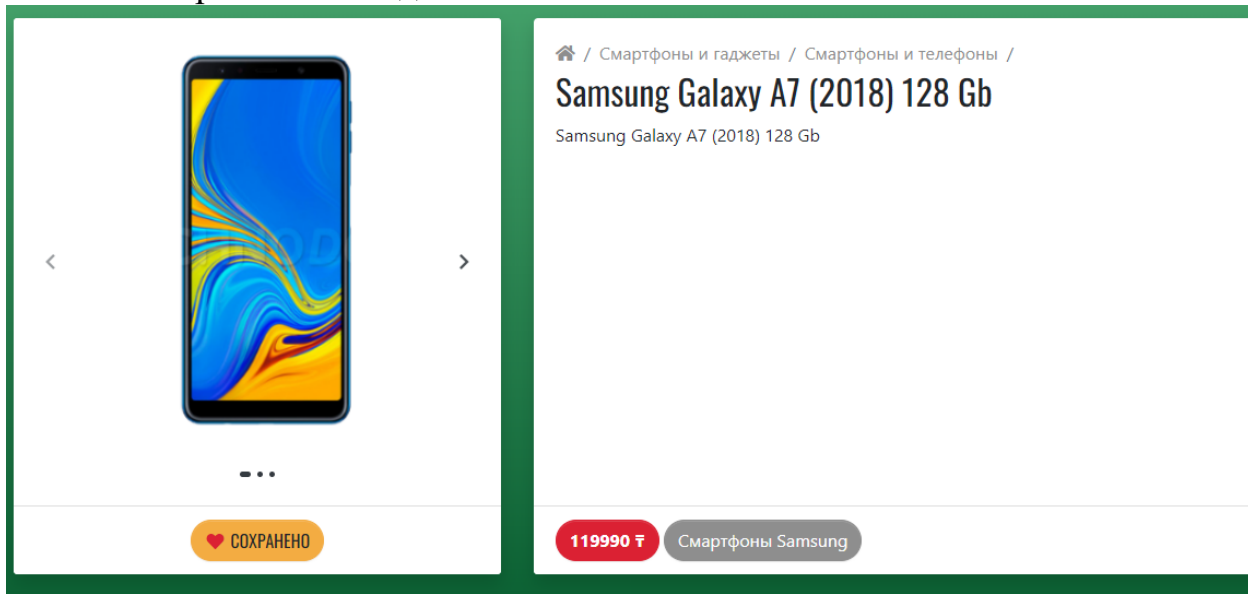 / Смартфоны и гаджеты / Смартфоны и телефоны /
Samsung Galaxy A7 (2018) 128 Gb
Samsung Galaxy A7 (2018) 128 Gb
СОХРАНЕНО
119990 ₸
Смартфоны Samsung